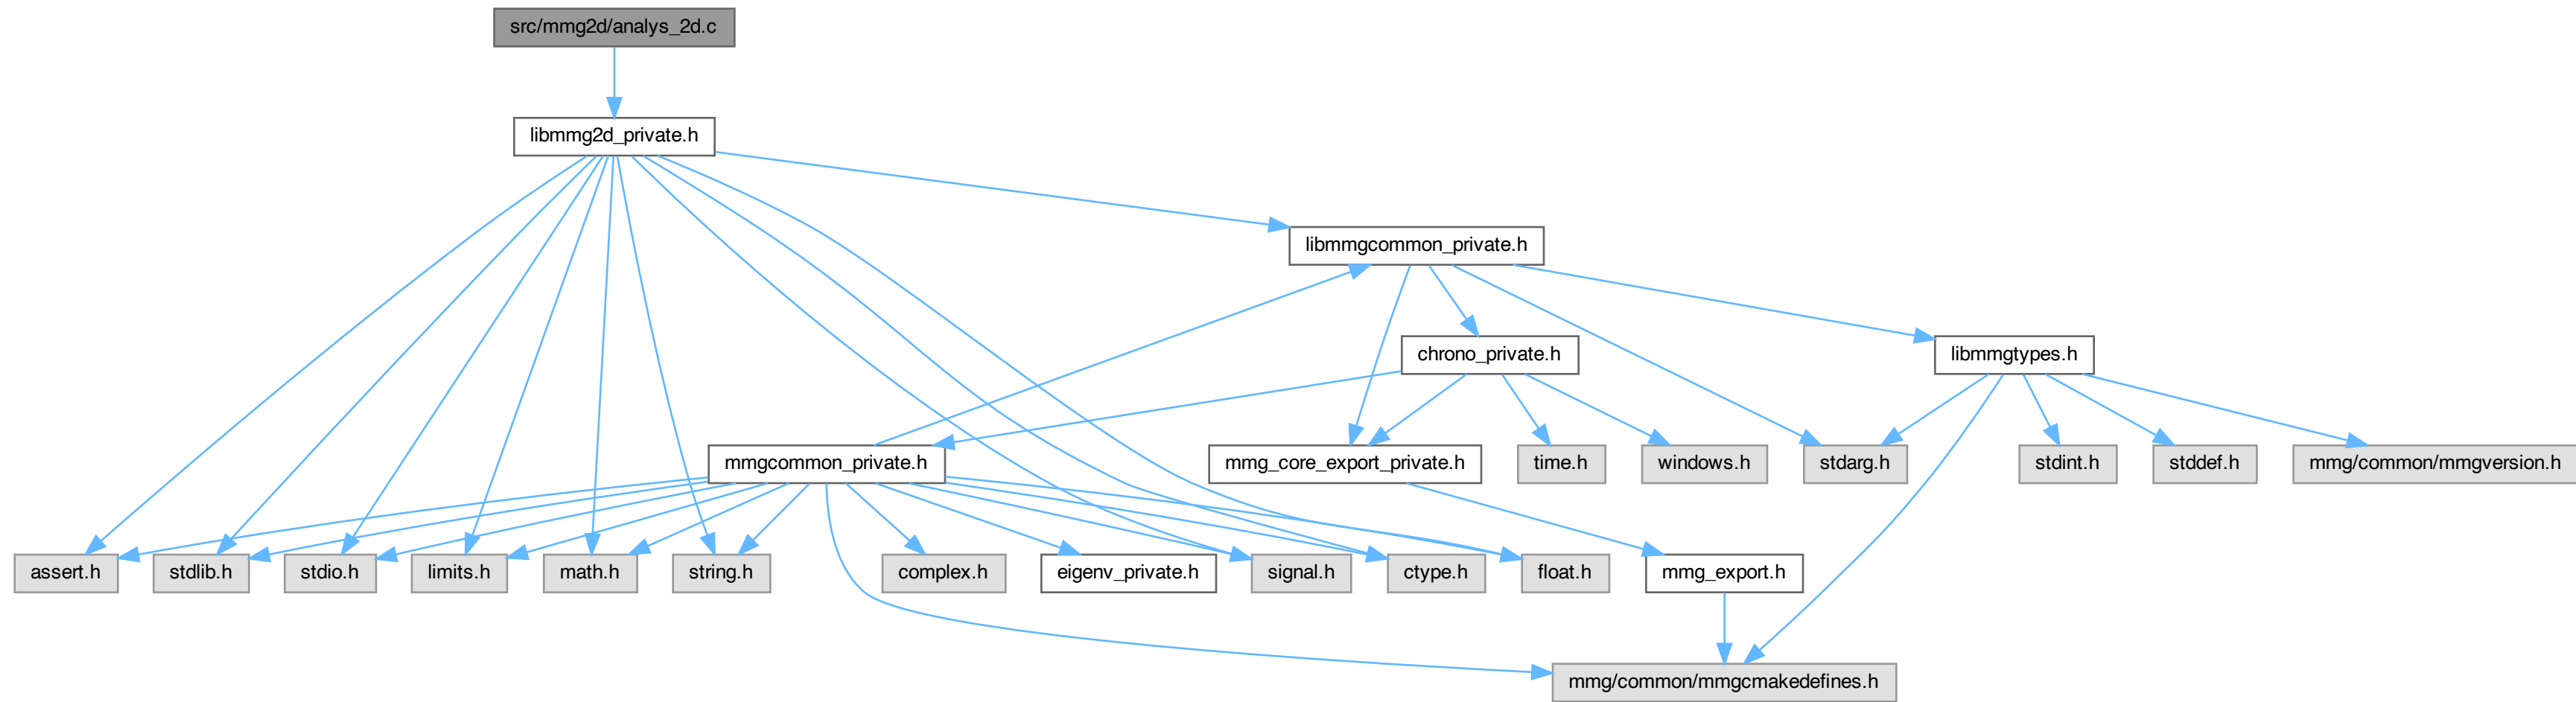 src/mmg2d/analys_2d.c
libmmg2d_private.h
libmmgcommon_private.h
chrono_private.h
libmmgtypes.h
mmgcommon_private.h
mmg_core_export_private.h
time.h
windows.h
stdarg.h
stdint.h
stddef.h
mmg/common/mmgversion.h
assert.h
stdlib.h
stdio.h
limits.h
math.h
string.h
complex.h
eigenv_private.h
signal.h
ctype.h
float.h
mmg_export.h
mmg/common/mmgcmakedefines.h